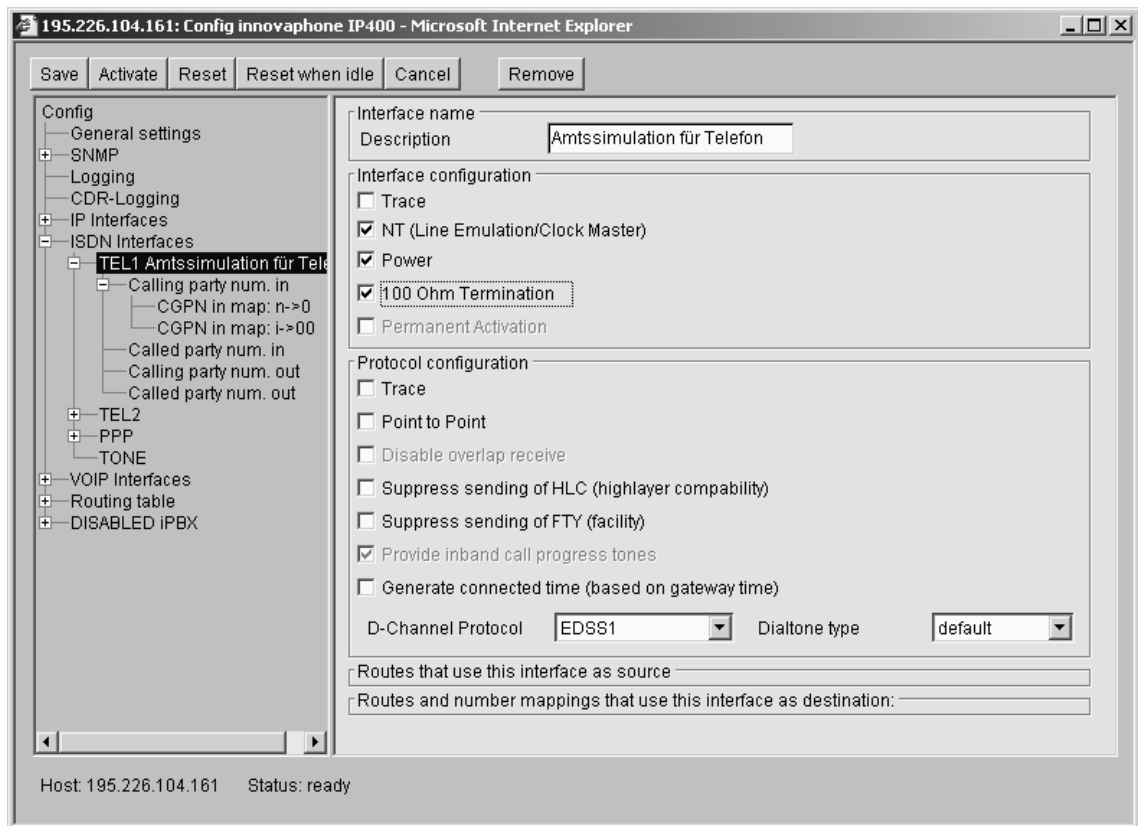 195.226.104.161: Config innovaphone IP400 - Microsoft Internet Explorer
Save Activate Reset Reset when idle Cancel Remove
Config
General settings
SNMP
Logging
CDR-Logging
IP Interfaces
ISDN Interfaces
TEL1 Amtssimulation für Tele
Calling party num. in
CGPN in map: n->0
CGPN in map: i->00
Called party num. in
Calling party num. out
Called party num. out
TEL2
PPP
TONE
VOIP Interfaces
Routing table
DISABLED iPBX
Interface name
Description Amtssimulation für Telefon
Interface configuration
Trace
NT (Line Emulation/Clock Master)
Power
100 Ohm Termination
Permanent Activation
Protocol configuration
Trace
Point to Point
Disable overlap receive
Suppress sending of HLC (highlayer compability)
Suppress sending of FTY (facility)
Provide inband call progress tones
Generate connected time (based on gateway time)
D-Channel Protocol EDSS1 Dialtone type default
Routes that use this interface as source
Routes and number mappings that use this interface as destination:
Host: 195.226.104.161 Status: ready